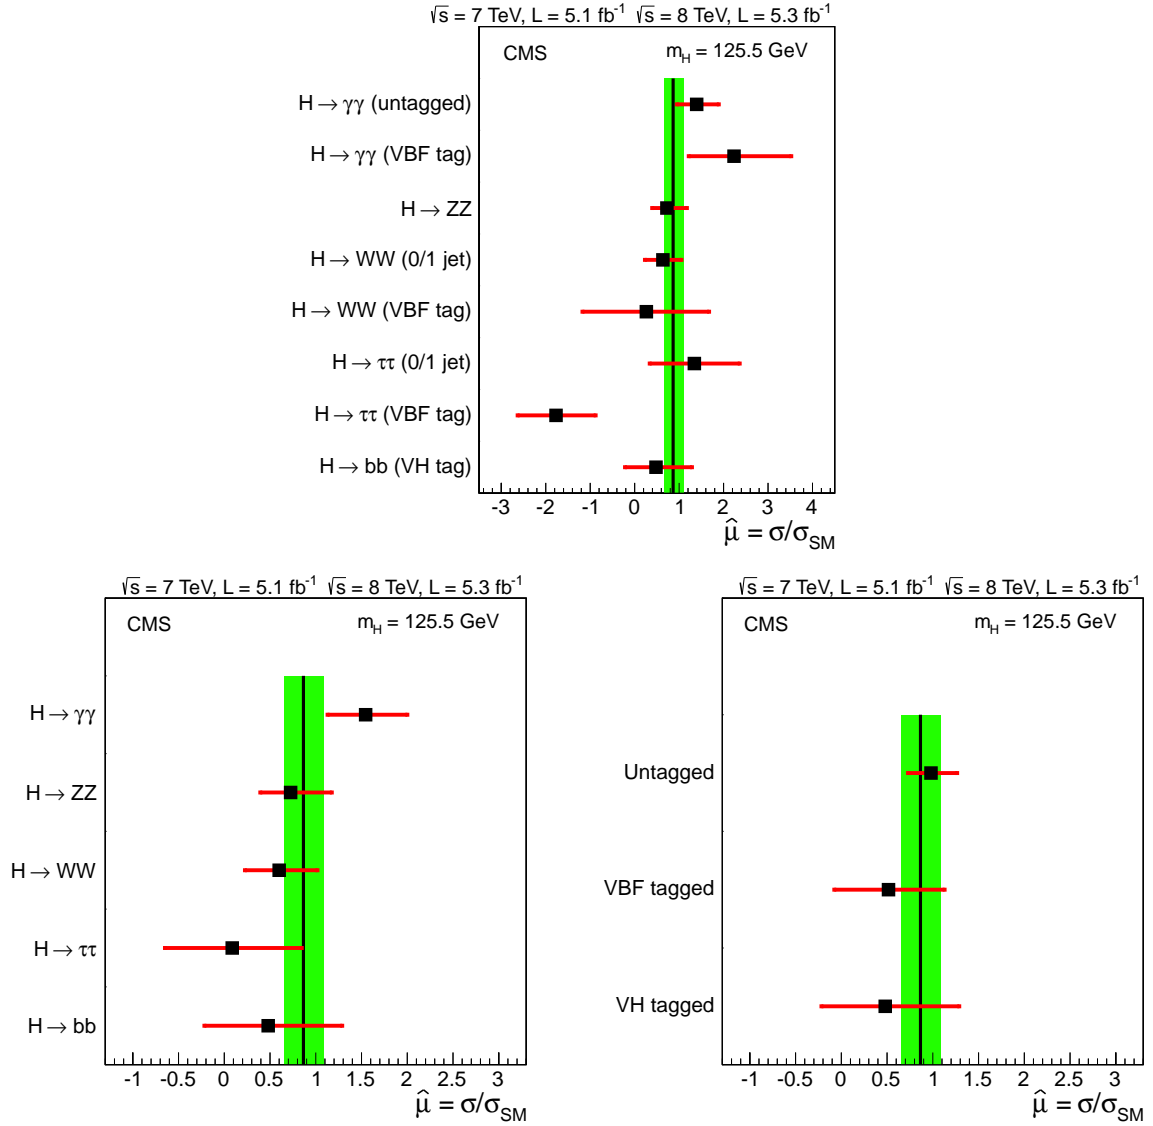 √s = 7 TeV, L = 5.1 fb⁻¹ √s = 8 TeV, L = 5.3 fb⁻¹
CMS m_H = 125.5 GeV
H → γγ (untagged)
H → γγ (VBF tag)
H → ZZ
H → WW (0/1 jet)
H → WW (VBF tag)
H → ττ (0/1 jet)
H → ττ (VBF tag)
H → bb (VH tag)
-3 -2 -1 0 1 2 3 4
μ̂ = σ/σ_SM
√s = 7 TeV, L = 5.1 fb⁻¹ √s = 8 TeV, L = 5.3 fb⁻¹
CMS m_H = 125.5 GeV
H → γγ
H → ZZ
H → WW
H → ττ
H → bb
-1 -0.5 0 0.5 1 1.5 2 2.5 3
μ̂ = σ/σ_SM
√s = 7 TeV, L = 5.1 fb⁻¹ √s = 8 TeV, L = 5.3 fb⁻¹
CMS m_H = 125.5 GeV
Untagged
VBF tagged
VH tagged
-1 -0.5 0 0.5 1 1.5 2 2.5 3
μ̂ = σ/σ_SM